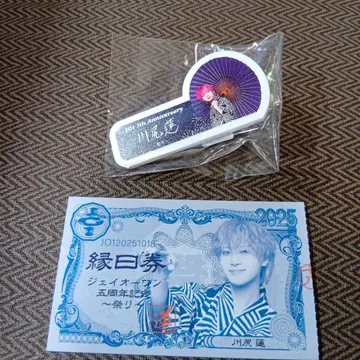 JO1 5th Anniversary
川尻蓮
2025
JO120251018
縁日券
ジェイオーワン
五周年記念
～祭りィ～
川尻 蓮